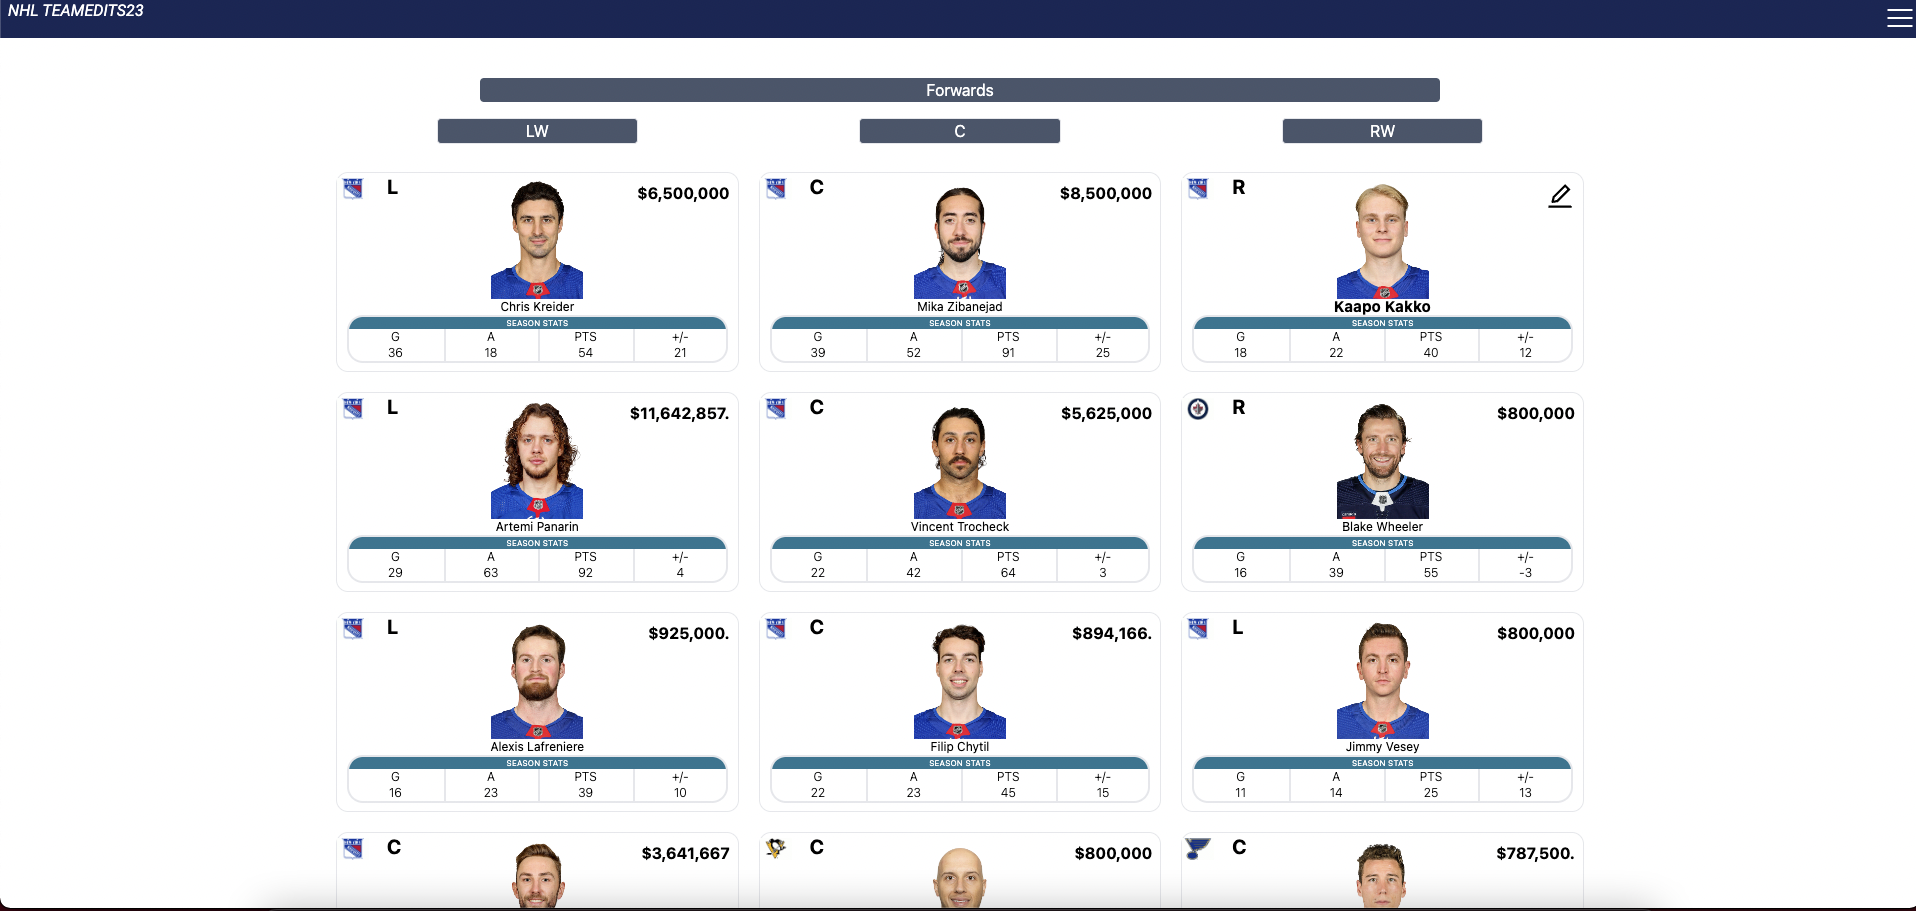 NHL TEAMEDITS23
Forwards
LW C RW
L $6,500,000
Chris Kreider
SEASON STATS
G A PTS +/-
36 18 54 21
C $8,500,000
Mika Zibanejad
SEASON STATS
G A PTS +/-
39 52 91 25
R
Kaapo Kakko
SEASON STATS
G A PTS +/-
18 22 40 12
L $11,642,857.
Artemi Panarin
SEASON STATS
G A PTS +/-
29 63 92 4
C $5,625,000
Vincent Trocheck
SEASON STATS
G A PTS +/-
22 42 64 3
R $800,000
Blake Wheeler
SEASON STATS
G A PTS +/-
16 39 55 -3
L $925,000.
Alexis Lafreniere
SEASON STATS
G A PTS +/-
16 23 39 10
C $894,166.
Filip Chytil
SEASON STATS
G A PTS +/-
22 23 45 15
L $800,000
Jimmy Vesey
SEASON STATS
G A PTS +/-
11 14 25 13
C $3,641,667
C $800,000
C $787,500.